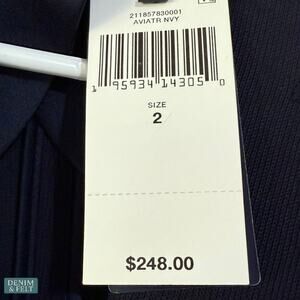 211857830001
AVIATR NVY
1 95934 14305 0
SIZE
2
$248.00
DENIM
& FELT